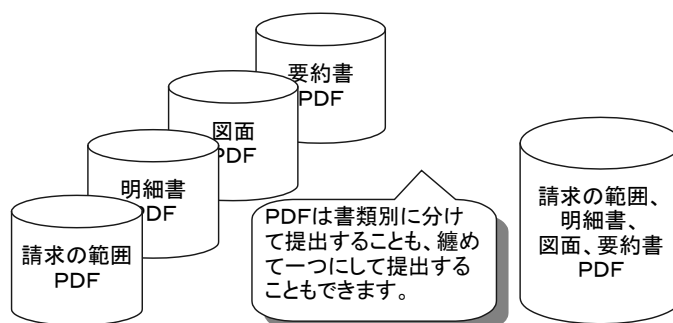 要約書
PDF
図面
PDF
明細書
PDF
請求の範囲
PDF
PDFは書類別に分け
て提出することも、纏め
て一つにして提出する
こともできます。
請求の範囲、
明細書、
図面、要約書
PDF